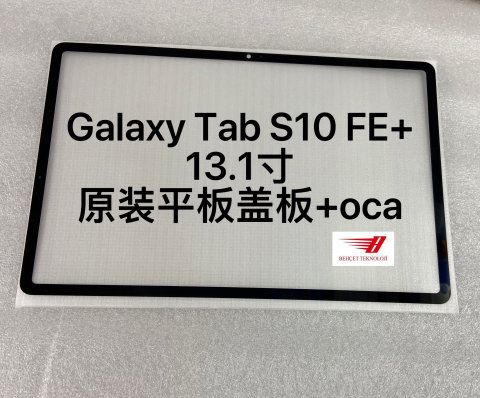 Galaxy Tab S10 FE+
13.1寸
原装平板盖板+oca
BEHÇET TEKNOLOJİ